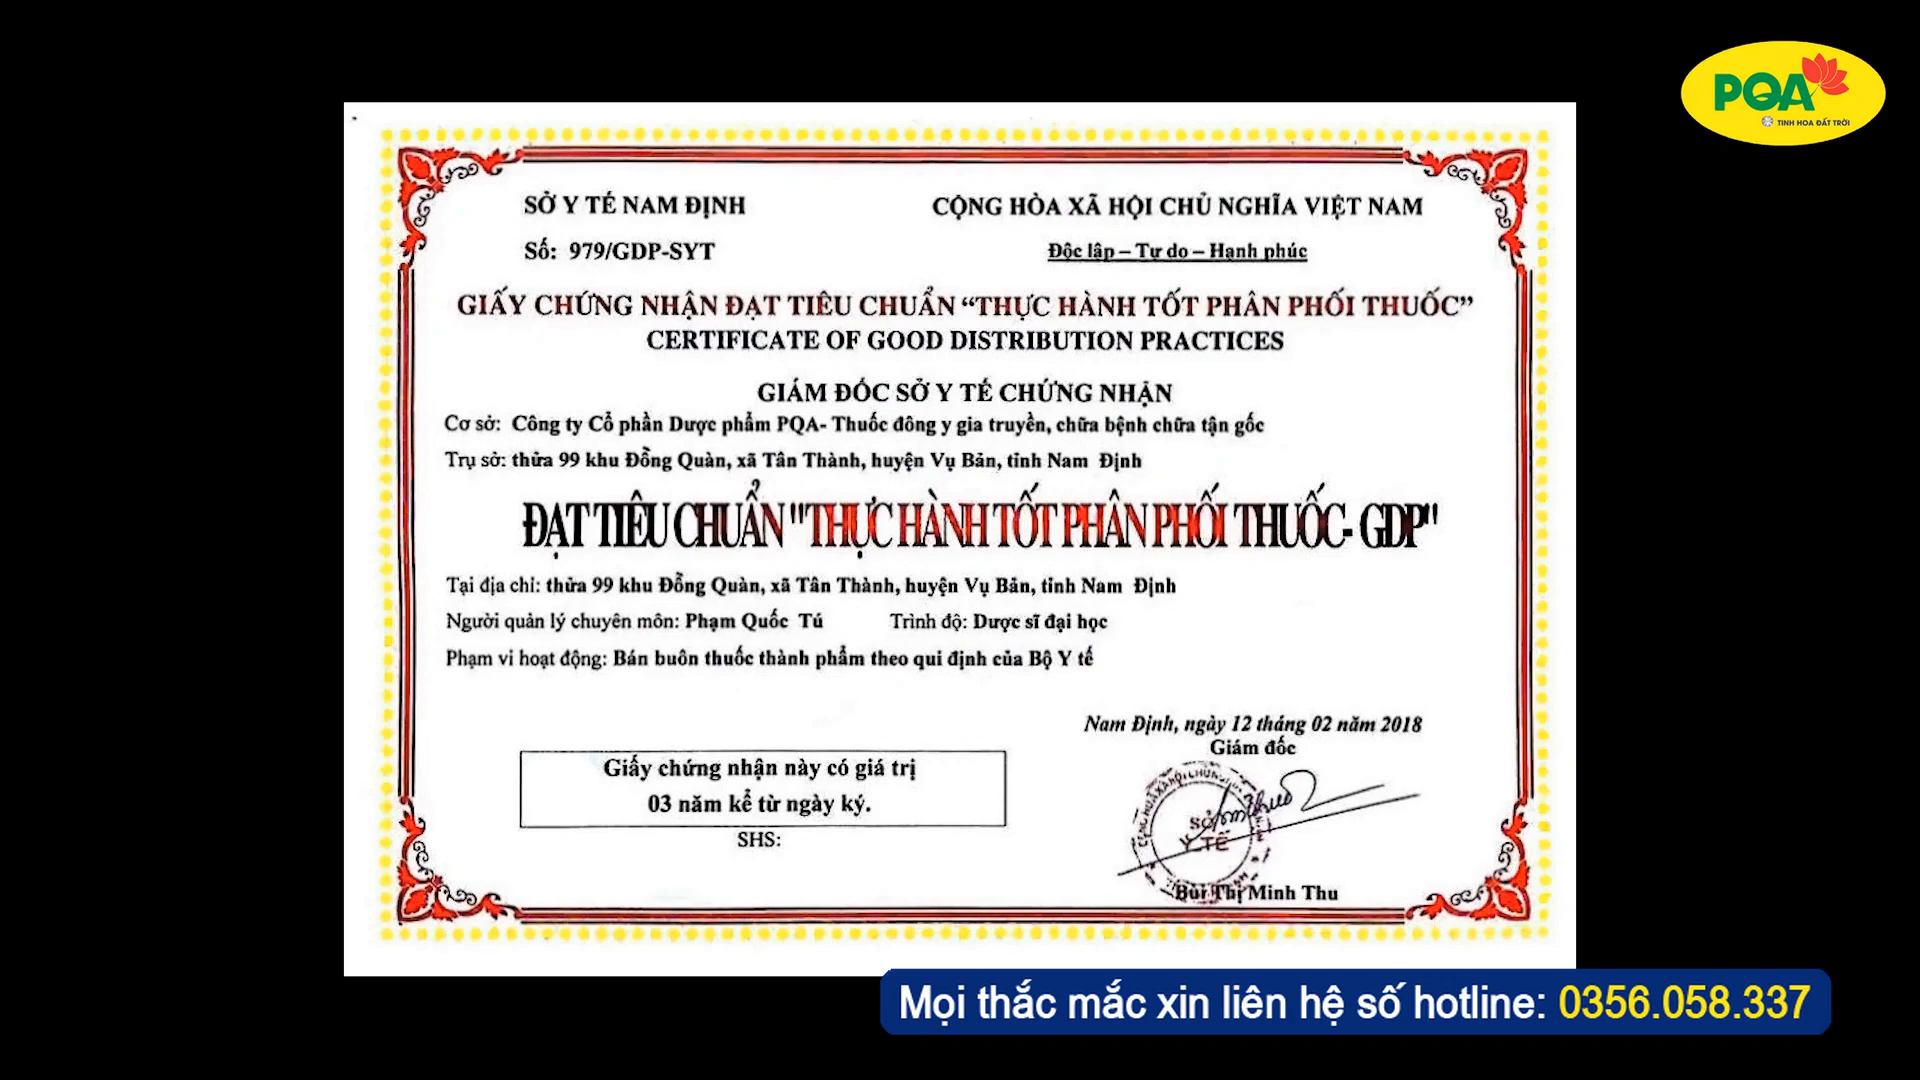 PQA
TINH HOA ĐẤT TRỜI
SỞ Y TẾ NAM ĐỊNH
CỘNG HÒA XÃ HỘI CHỦ NGHĨA VIỆT NAM
Số: 979/GDP-SYT
Độc lập – Tự do – Hạnh phúc
GIẤY CHỨNG NHẬN ĐẠT TIÊU CHUẨN “THỰC HÀNH TỐT PHÂN PHỐI THUỐC”
CERTIFICATE OF GOOD DISTRIBUTION PRACTICES
GIÁM ĐỐC SỞ Y TẾ CHỨNG NHẬN
Cơ sở: Công ty Cổ phần Dược phẩm PQA- Thuốc đông y gia truyền, chữa bệnh chữa tận gốc
Trụ sở: thửa 99 khu Đồng Quàn, xã Tân Thành, huyện Vụ Bản, tỉnh Nam Định
ĐẠT TIÊU CHUẨN "THỰC HÀNH TỐT PHÂN PHỐI THUỐC- GDP"
Tại địa chỉ: thửa 99 khu Đồng Quàn, xã Tân Thành, huyện Vụ Bản, tỉnh Nam Định
Người quản lý chuyên môn: Phạm Quốc Tú Trình độ: Dược sĩ đại học
Phạm vi hoạt động: Bán buôn thuốc thành phẩm theo qui định của Bộ Y tế
Nam Định, ngày 12 tháng 02 năm 2018
Giám đốc
Giấy chứng nhận này có giá trị
03 năm kể từ ngày ký.
SHS:
SỞ
Y TẾ
Bùi Thị Minh Thu
Mọi thắc mắc xin liên hệ số hotline: 0356.058.337